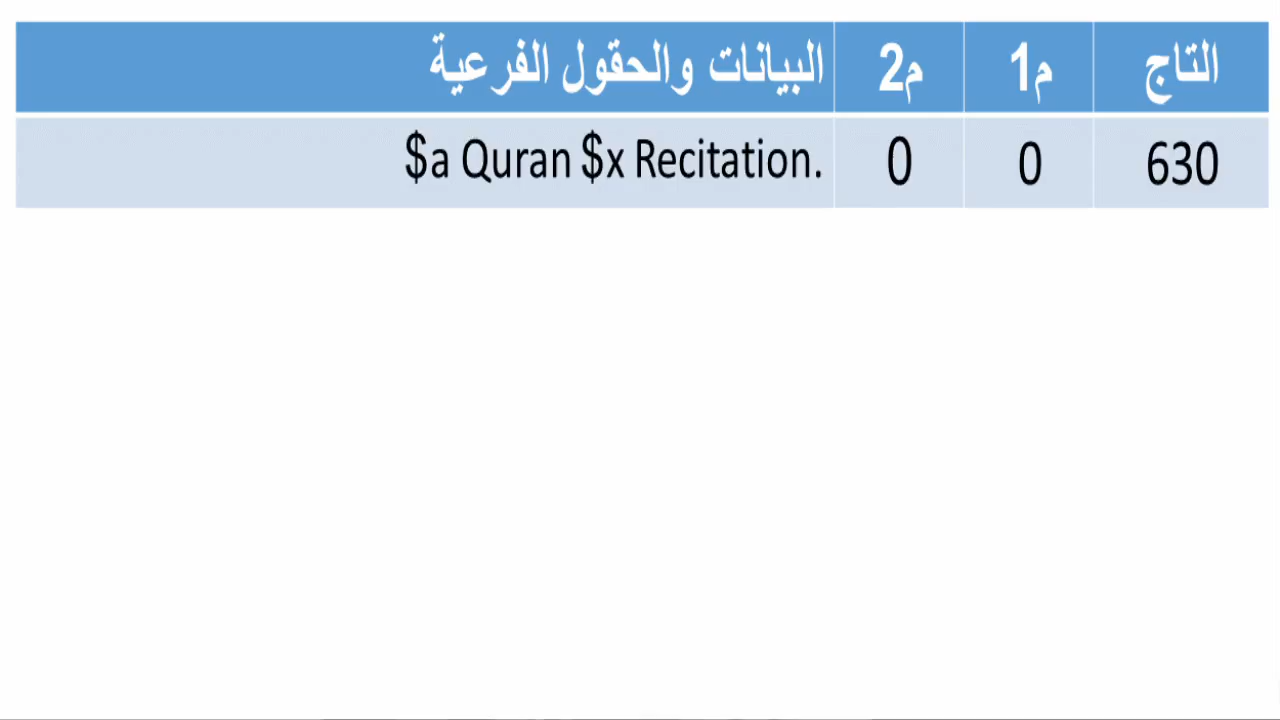 التاج م1 م2 البيانات والحقول الفرعية
630 0 0 $a Quran $x Recitation.